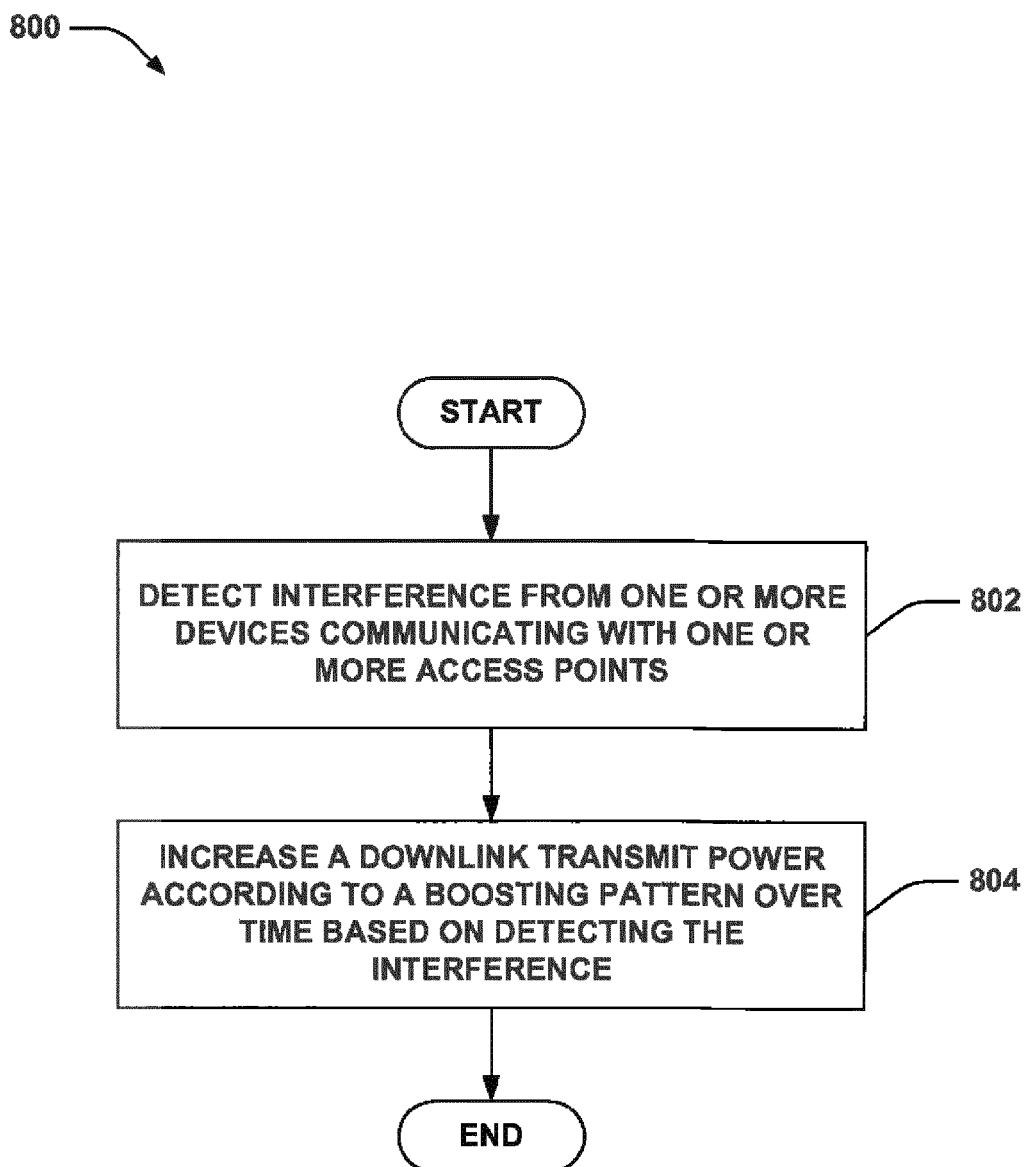 800
START
DETECT INTERFERENCE FROM ONE OR MORE
DEVICES COMMUNICATING WITH ONE OR
MORE ACCESS POINTS
802
INCREASE A DOWNLINK TRANSMIT POWER
ACCORDING TO A BOOSTING PATTERN OVER
TIME BASED ON DETECTING THE
INTERFERENCE
804
END